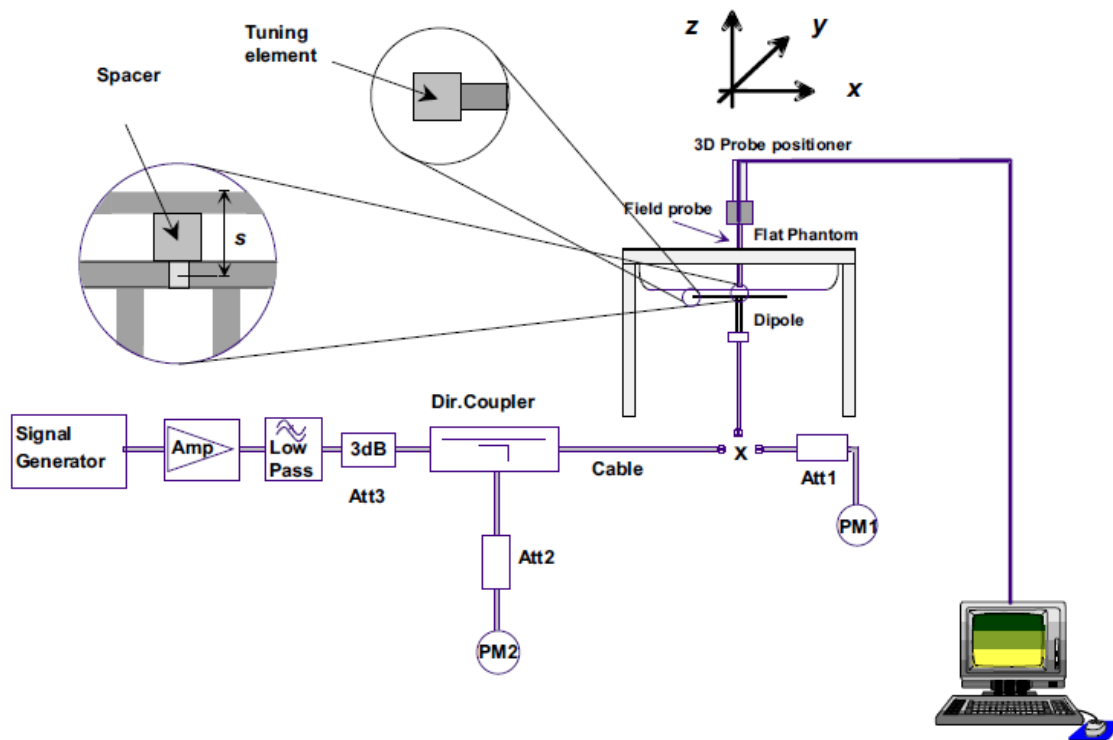 Tuning
element
Spacer
s
z
y
x
3D Probe positioner
Field probe
Flat Phantom
Dipole
Dir.Coupler
Signal
Generator
Amp
Low
Pass
3dB
Att3
Cable
X
Att1
PM1
Att2
PM2